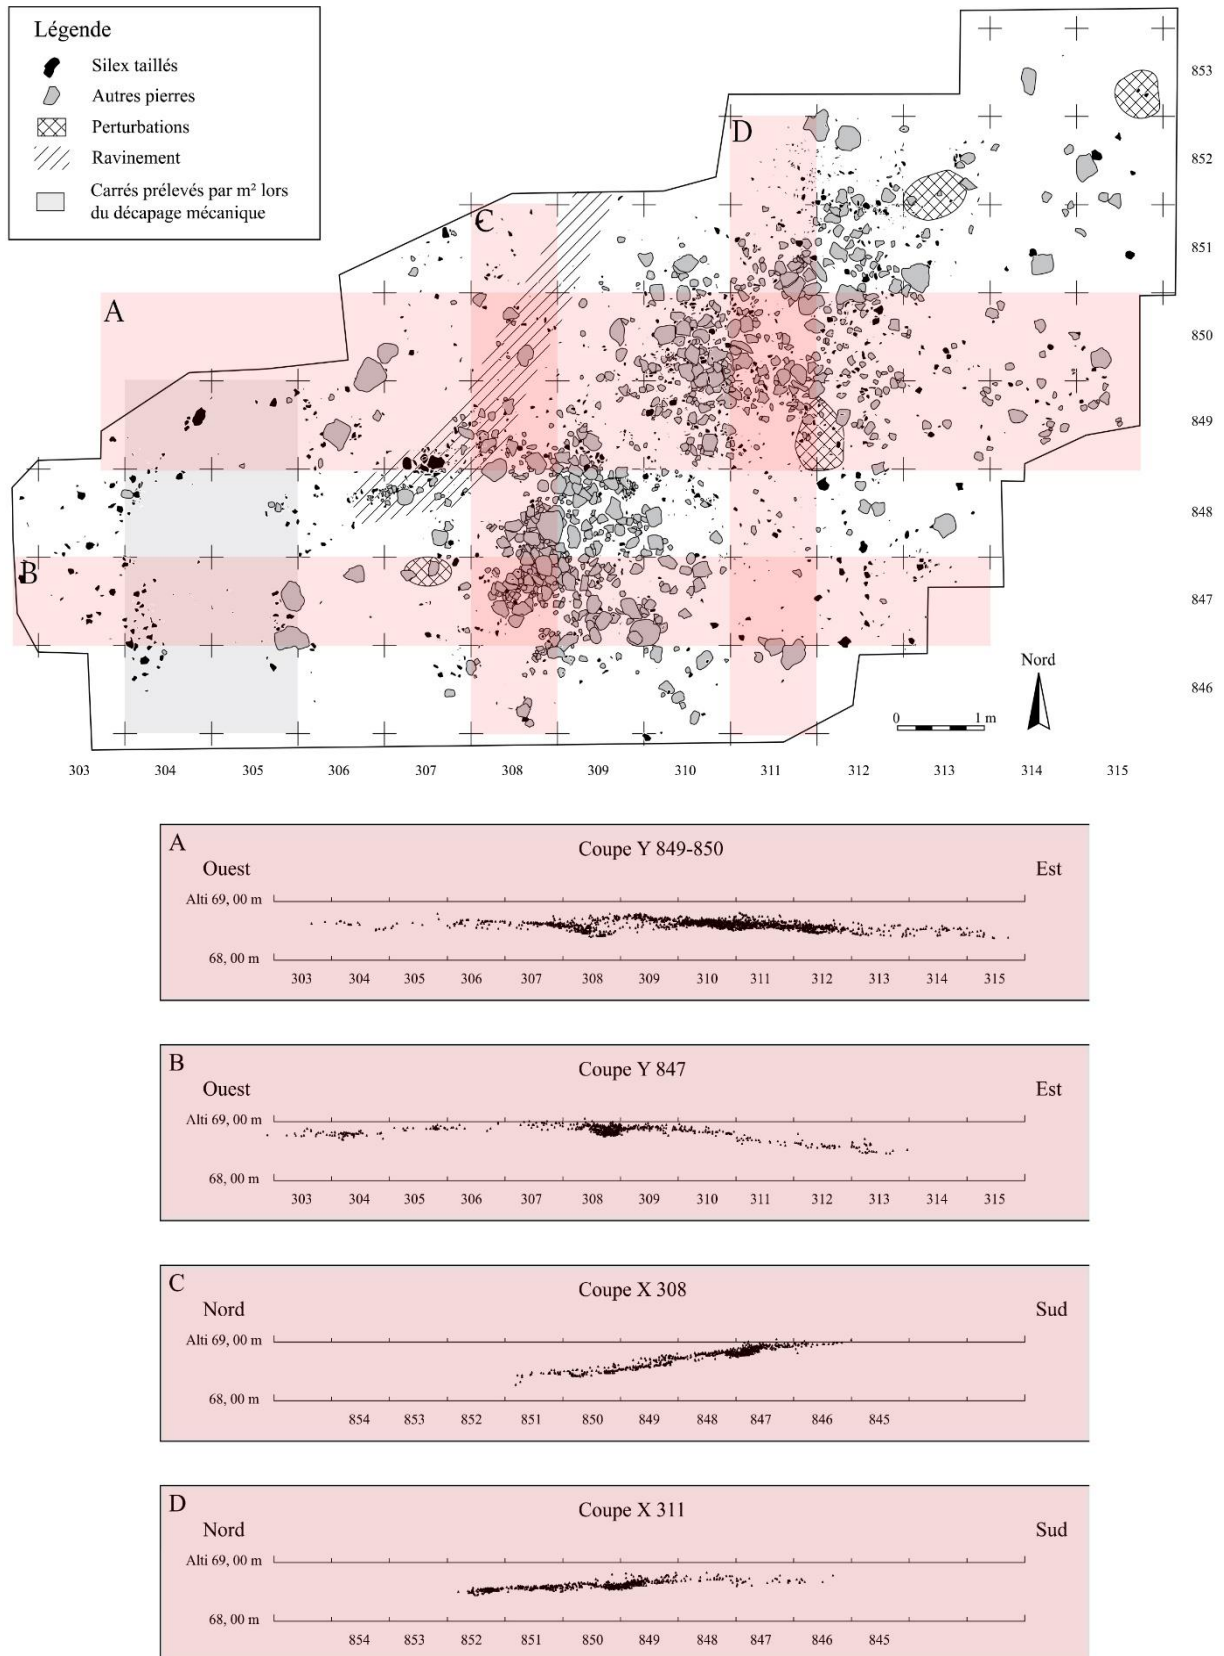 Légende
Silex taillés
Autres pierres
Perturbations
Ravinement
Carrés prélevés par m² lors
du décapage mécanique
A
B
C
D
853
852
851
850
849
848
847
846
Nord
0 1 m
303 304 305 306 307 308 309 310 311 312 313 314 315
A
Coupe Y 849-850
Ouest Est
Alti 69, 00 m
68, 00 m
303 304 305 306 307 308 309 310 311 312 313 314 315
B
Coupe Y 847
Ouest Est
Alti 69, 00 m
68, 00 m
303 304 305 306 307 308 309 310 311 312 313 314 315
C
Coupe X 308
Nord Sud
Alti 69, 00 m
68, 00 m
854 853 852 851 850 849 848 847 846 845
D
Coupe X 311
Nord Sud
Alti 69, 00 m
68, 00 m
854 853 852 851 850 849 848 847 846 845